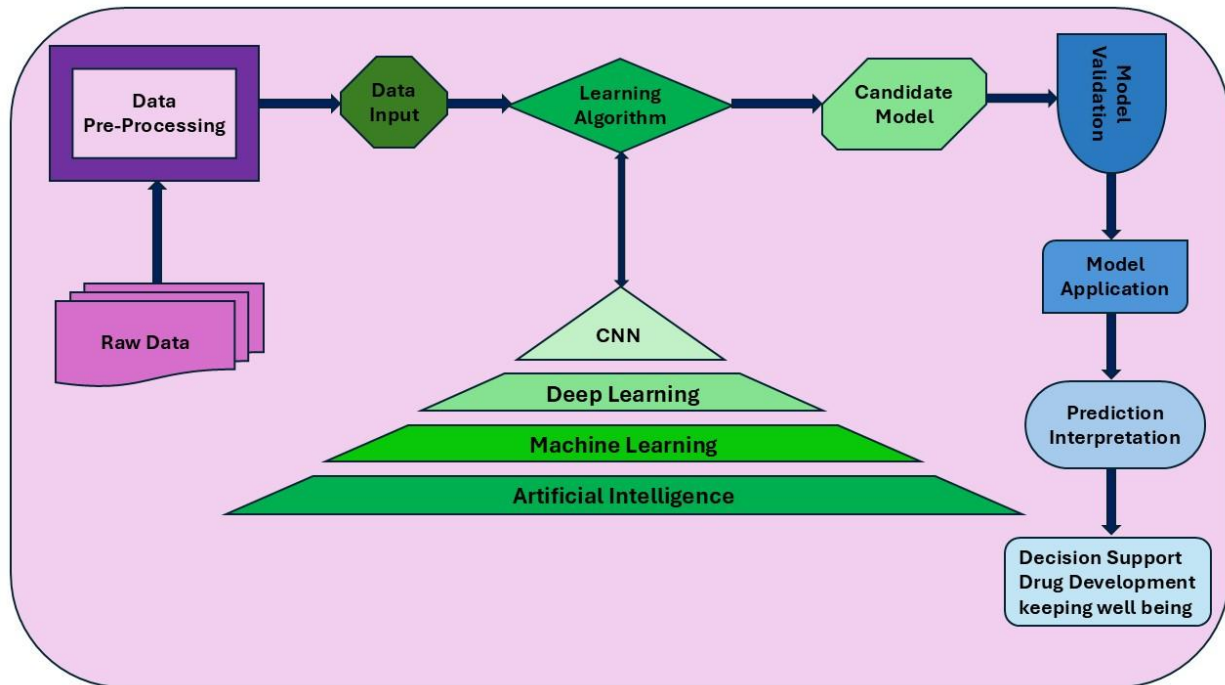 Data
Pre-Processing
Data
Input
Learning
Algorithm
Candidate
Model
Model
Validation
Raw Data
CNN
Deep Learning
Machine Learning
Artificial Intelligence
Model
Application
Prediction
Interpretation
Decision Support
Drug Development
keeping well being